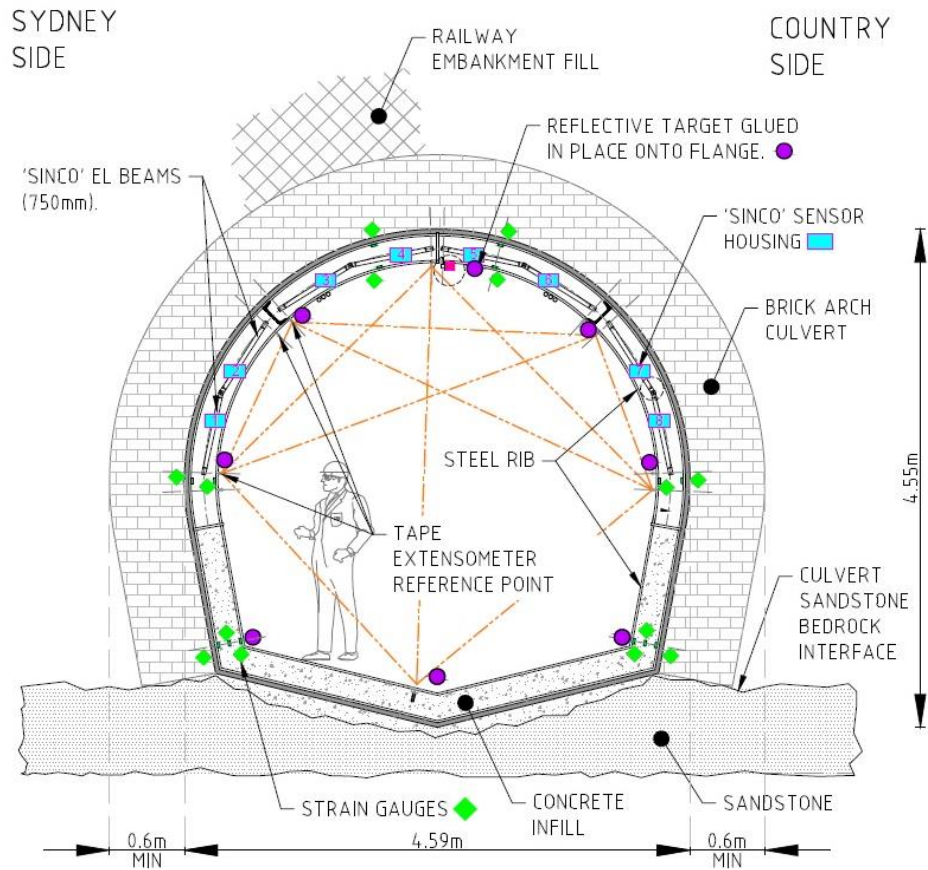 SYDNEY
SIDE
COUNTRY
SIDE
RAILWAY
EMBANKMENT FILL
REFLECTIVE TARGET GLUED
IN PLACE ONTO FLANGE.
'SINCO' EL BEAMS
(750mm).
'SINCO' SENSOR
HOUSING
4
5
3
6
BRICK ARCH
CULVERT
2
7
1
8
STEEL RIB
4.55m
TAPE
EXTENSOMETER
REFERENCE POINT
CULVERT
SANDSTONE
BEDROCK
INTERFACE
STRAIN GAUGES
CONCRETE
INFILL
SANDSTONE
0.6m
MIN
4.59m
0.6m
MIN